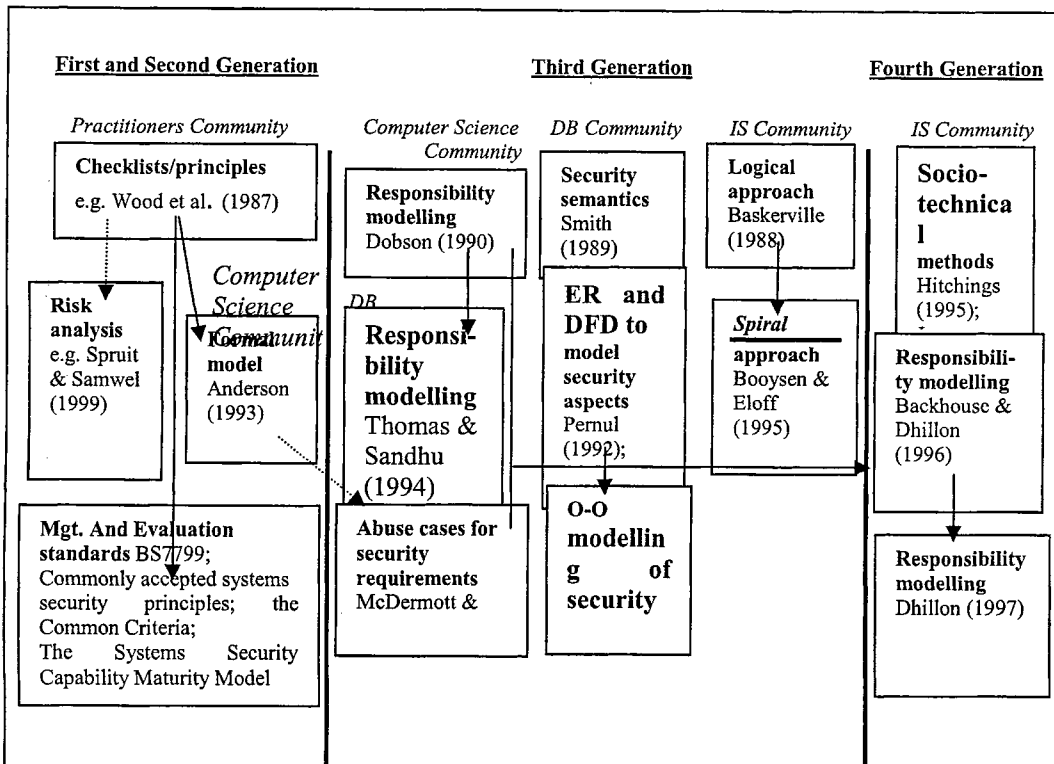 First and Second Generation
Third Generation
Fourth Generation
Practitioners Community
Computer Science
Community
DB Community
IS Community
IS Community
Checklists/principles
e.g. Wood et al. (1987)
Risk
analysis
e.g. Spruit
& Samwel
(1999)
Computer
Science
Communit
Formal
model
Anderson
(1993)
Mgt. And Evaluation
standards BS7799;
Commonly accepted systems
security principles; the
Common Criteria;
The Systems Security
Capability Maturity Model
Responsibility
modelling
Dobson (1990)
DB
Responsi-
bility
modelling
Thomas &
Sandhu
(1994)
Abuse cases for
security
requirements
McDermott &
Security
semantics
Smith
(1989)
ER and
DFD to
model
security
aspects
Pernul
(1992);
O-O
modellin
g of
security
Logical
approach
Baskerville
(1988)
Spiral
approach
Booysen &
Eloff
(1995)
Socio-
technica
l
methods
Hitchings
(1995);
Responsibili-
ty modelling
Backhouse &
Dhillon
(1996)
Responsibility
modelling
Dhillon (1997)